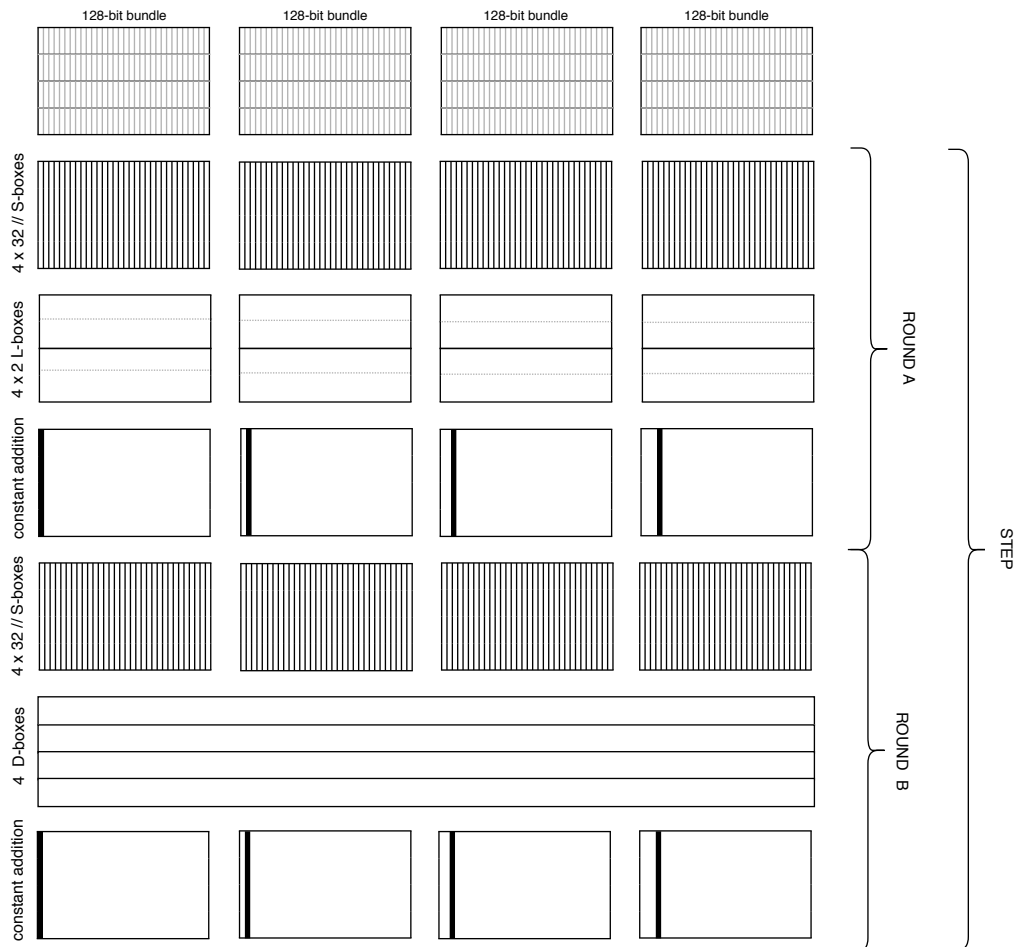 128-bit bundle
128-bit bundle
128-bit bundle
128-bit bundle
4 x 32 // S-boxes
4 x 2 L-boxes
constant addition
4 x 32 // S-boxes
4 D-boxes
constant addition
ROUND A
ROUND B
STEP